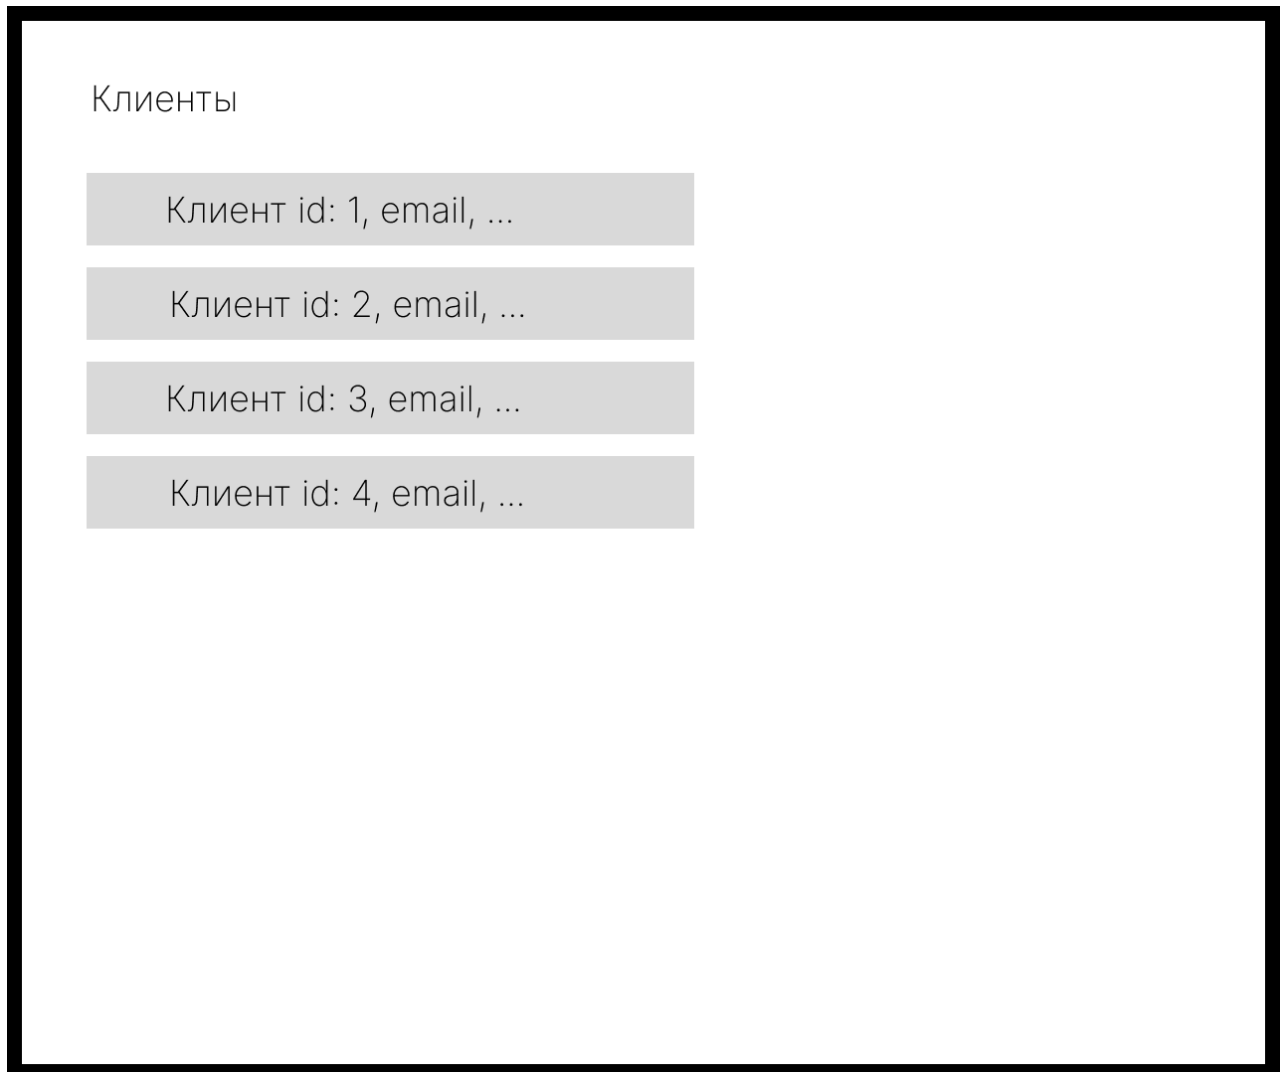 Клиенты
Клиент id: 1, email, ...
Клиент id: 2, email, ...
Клиент id: 3, email, ...
Клиент id: 4, email, ...